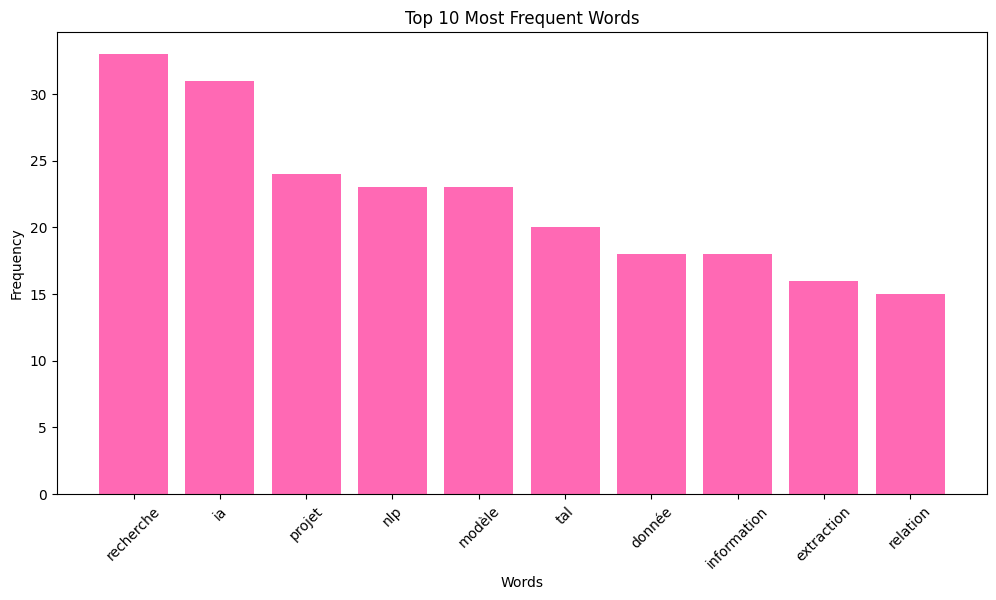 Top 10 Most Frequent Words
Frequency
30
25
20
15
10
5
0
recherche
ia
projet
nlp
modèle
tal
donnée
information
extraction
relation
Words